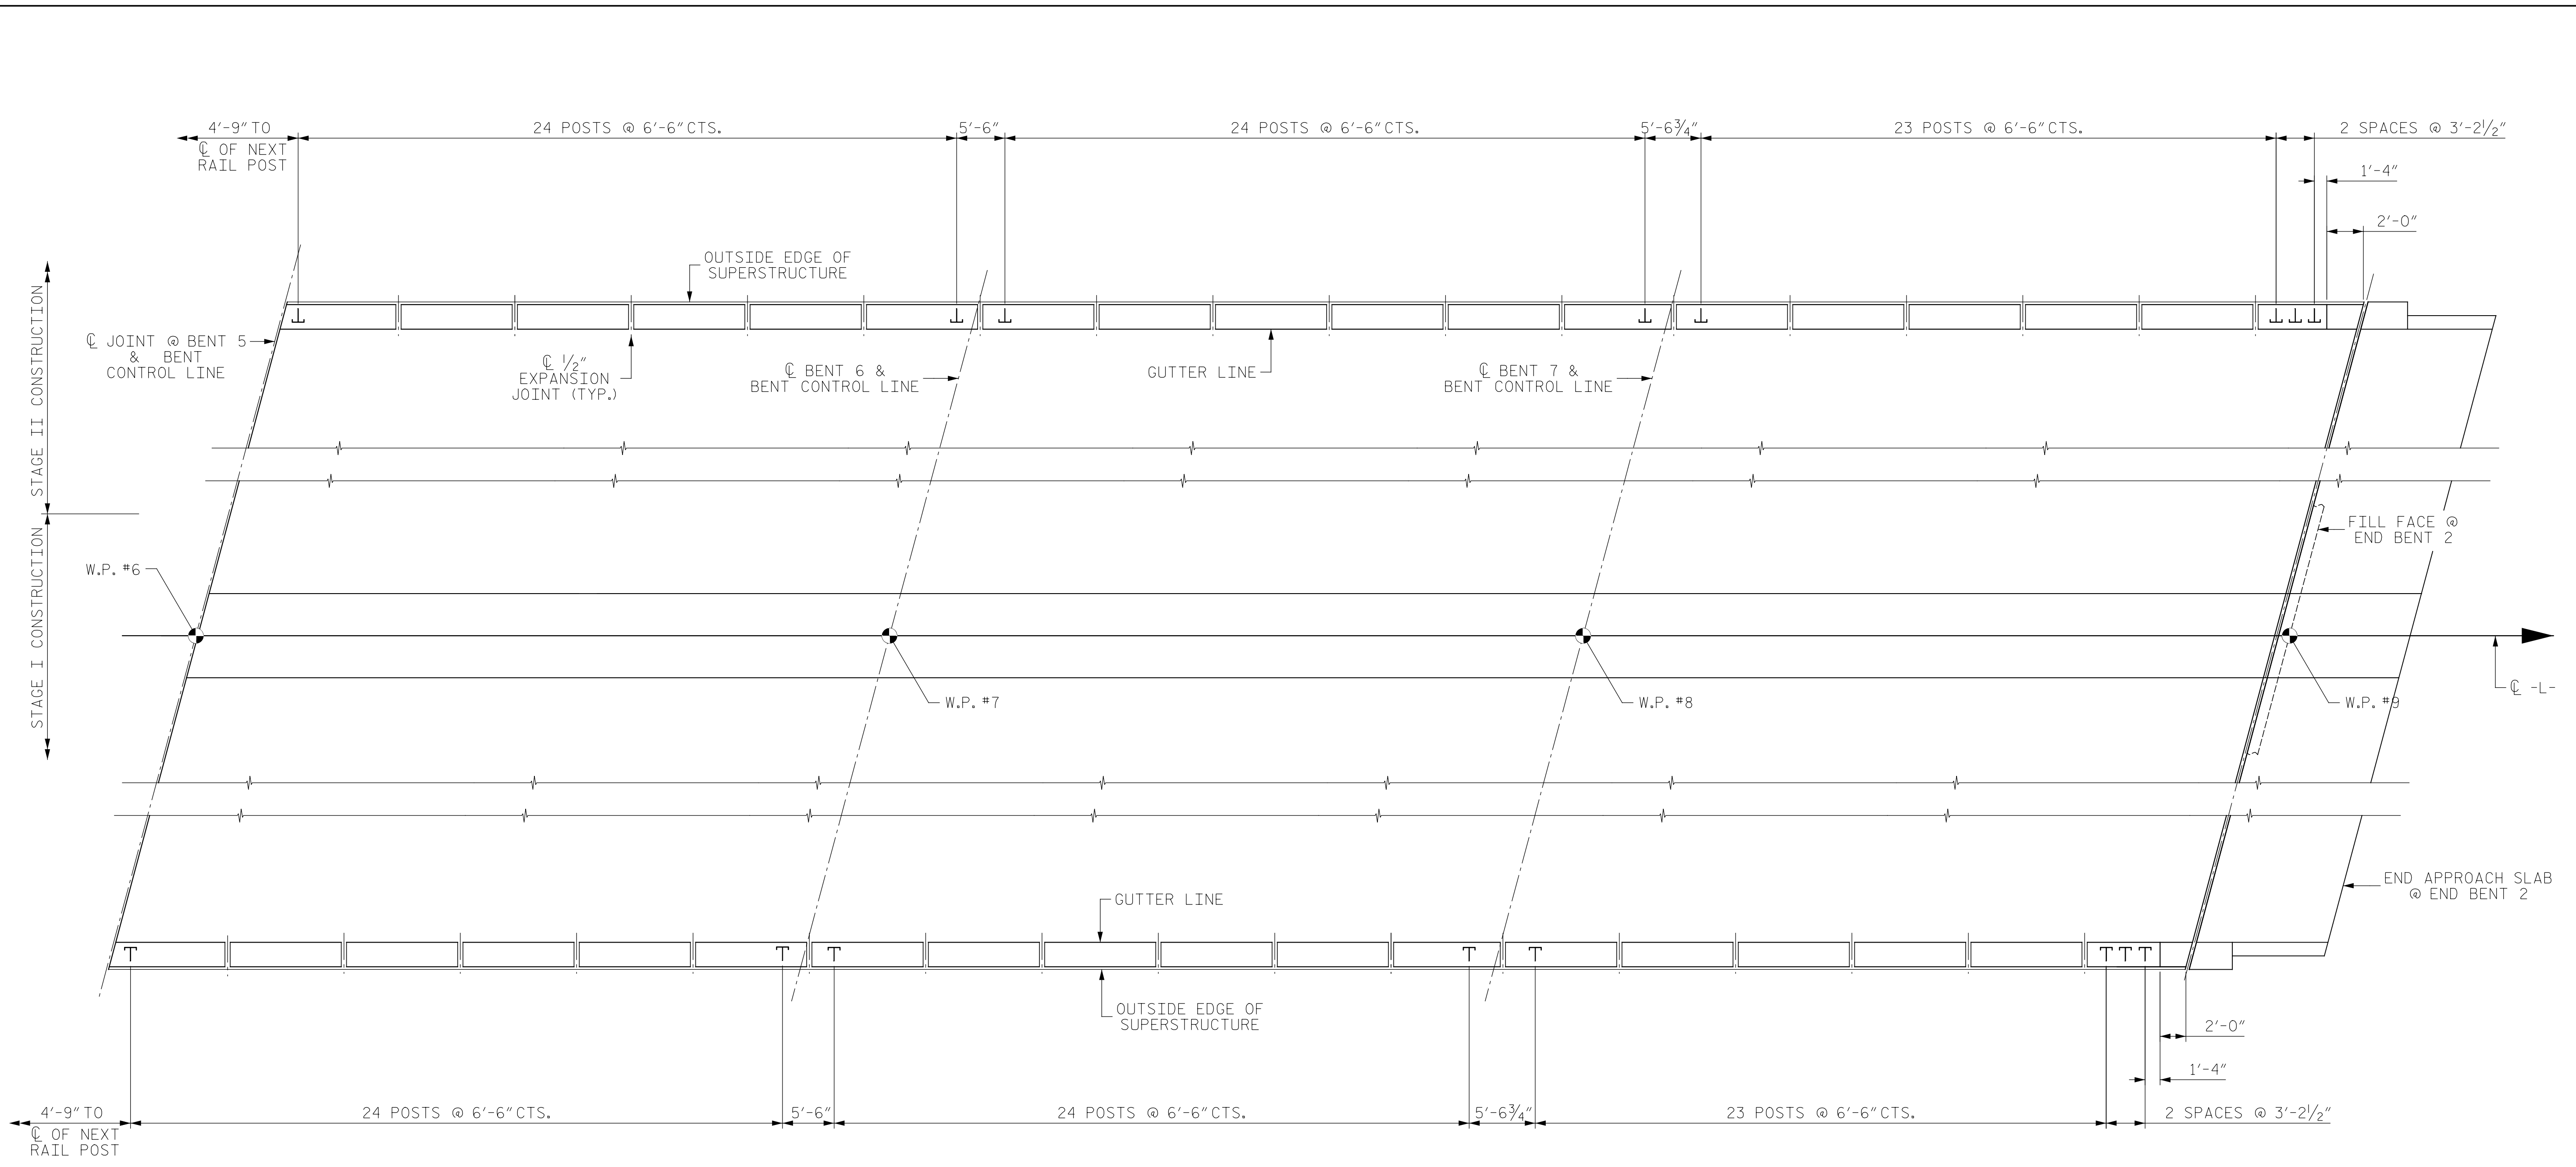 4'-9" TO
℄ OF NEXT
RAIL POST
24 POSTS @ 6'-6" CTS.
5'-6"
24 POSTS @ 6'-6" CTS.
5'-6¾"
23 POSTS @ 6'-6" CTS.
2 SPACES @ 3'-2½"
1'-4"
2'-0"
OUTSIDE EDGE OF
SUPERSTRUCTURE
STAGE II CONSTRUCTION
℄ JOINT @ BENT 5
& BENT
CONTROL LINE
℄ ½"
EXPANSION
JOINT (TYP.)
℄ BENT 6 &
BENT CONTROL LINE
GUTTER LINE
℄ BENT 7 &
BENT CONTROL LINE
FILL FACE @
END BENT 2
STAGE I CONSTRUCTION
W.P. #6
W.P. #7
W.P. #8
W.P. #9
℄ -L-
END APPROACH SLAB
@ END BENT 2
GUTTER LINE
OUTSIDE EDGE OF
SUPERSTRUCTURE
2'-0"
1'-4"
4'-9" TO
℄ OF NEXT
RAIL POST
24 POSTS @ 6'-6" CTS.
5'-6"
24 POSTS @ 6'-6" CTS.
5'-6¾"
23 POSTS @ 6'-6" CTS.
2 SPACES @ 3'-2½"